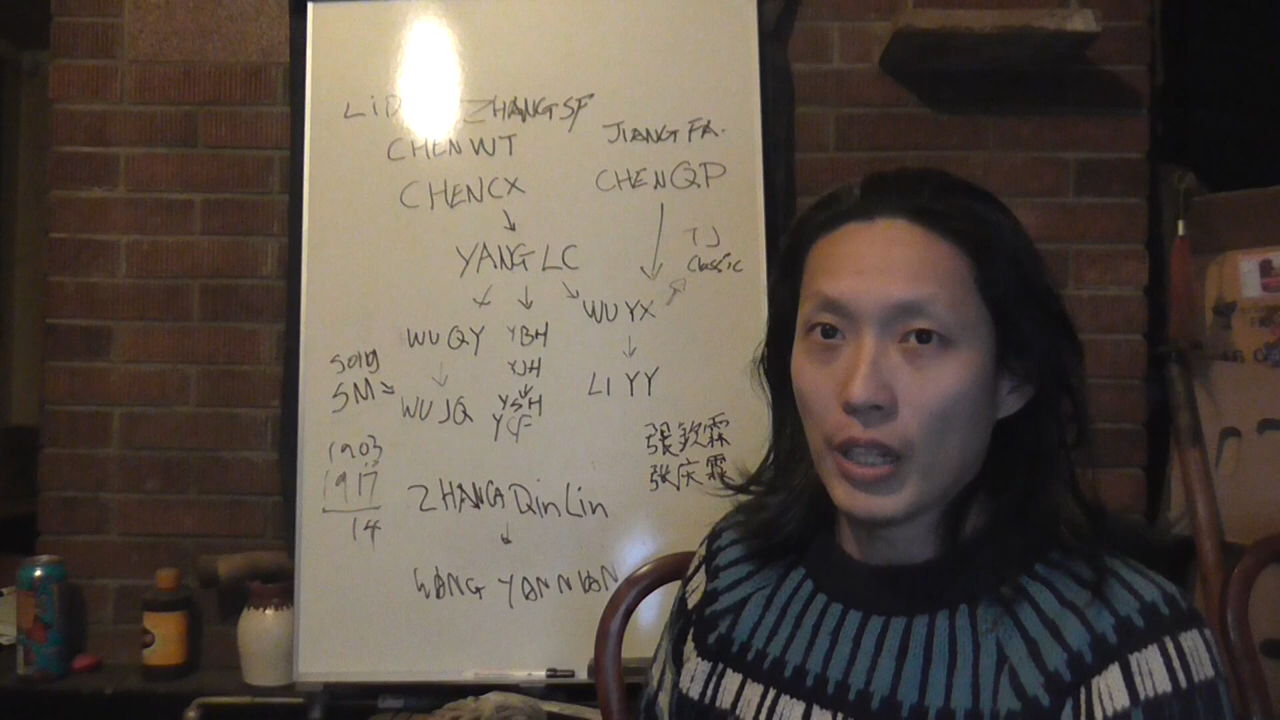 ZHANG SF
CHEN WT
CHEN CX
JIANG FA.
CHEN QP
YANG LC
TJ
Classic
WU YX
WU QY
YBH
YJH
YSH
YCF
LI YY
SM
WU JQ
1903
1917
14
張欽霖
张庆霖
ZHANG QinLin
WANG YANNIAN